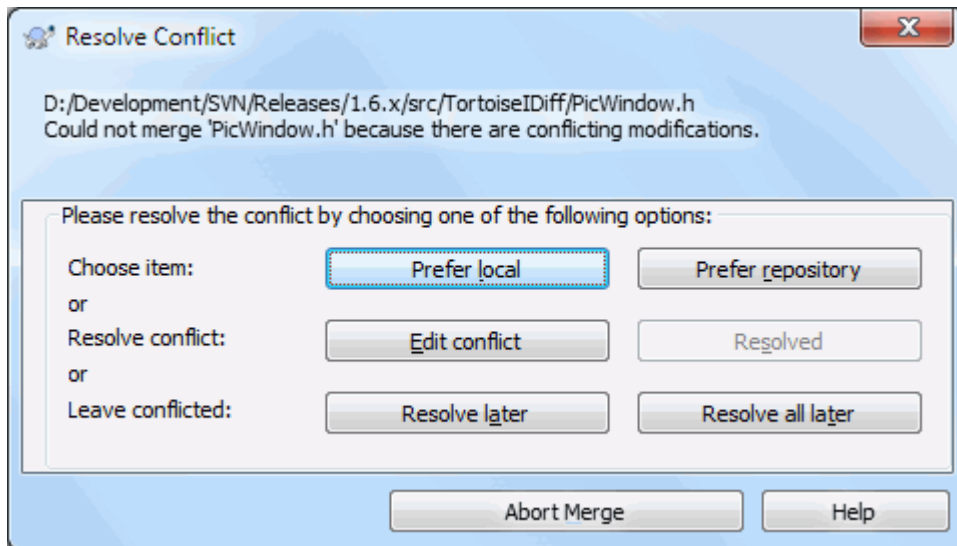 Resolve Conflict
D:/Development/SVN/Releases/1.6.x/src/TortoiseIDiff/PicWindow.h
Could not merge 'PicWindow.h' because there are conflicting modifications.
Please resolve the conflict by choosing one of the following options:
Choose item: Prefer local Prefer repository
or
Resolve conflict: Edit conflict Resolved
or
Leave conflicted: Resolve later Resolve all later
Abort Merge Help